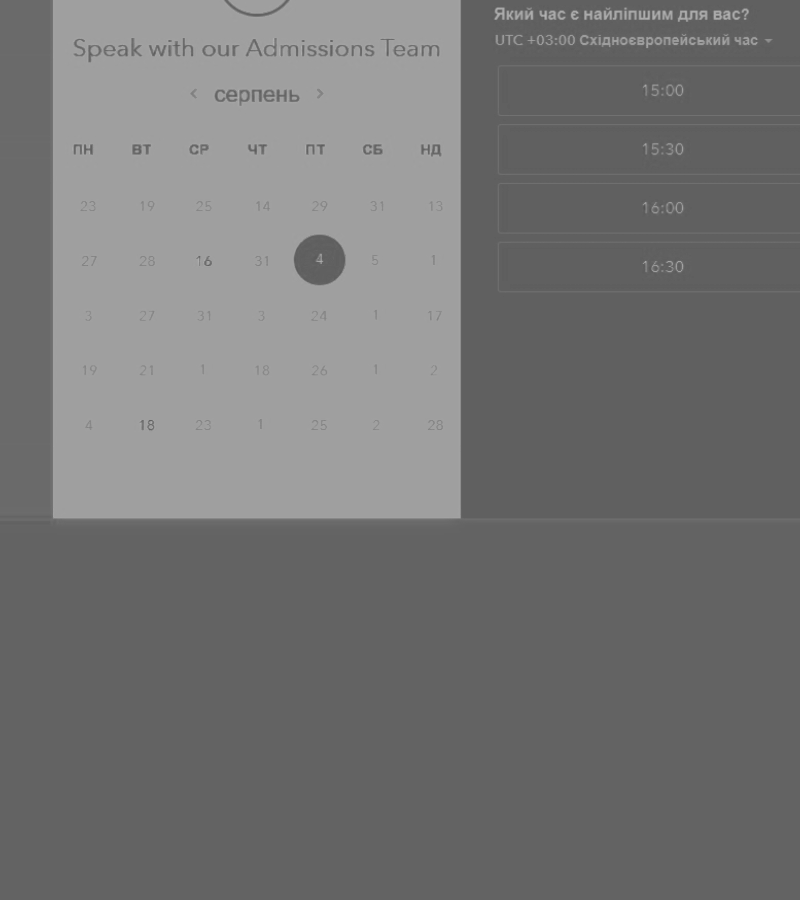 Speak with our Admissions Team
‹ серпень ›
ПН ВТ СР ЧТ ПТ СБ НД
23 19 25 14 29 31 13
27 28 16 31 4 5 1
3 27 31 3 24 1 17
19 21 1 18 26 1 2
4 18 23 1 25 2 28
Який час є найліпшим для вас?
UTC +03:00 Східноєвропейський час
15:00
15:30
16:00
16:30